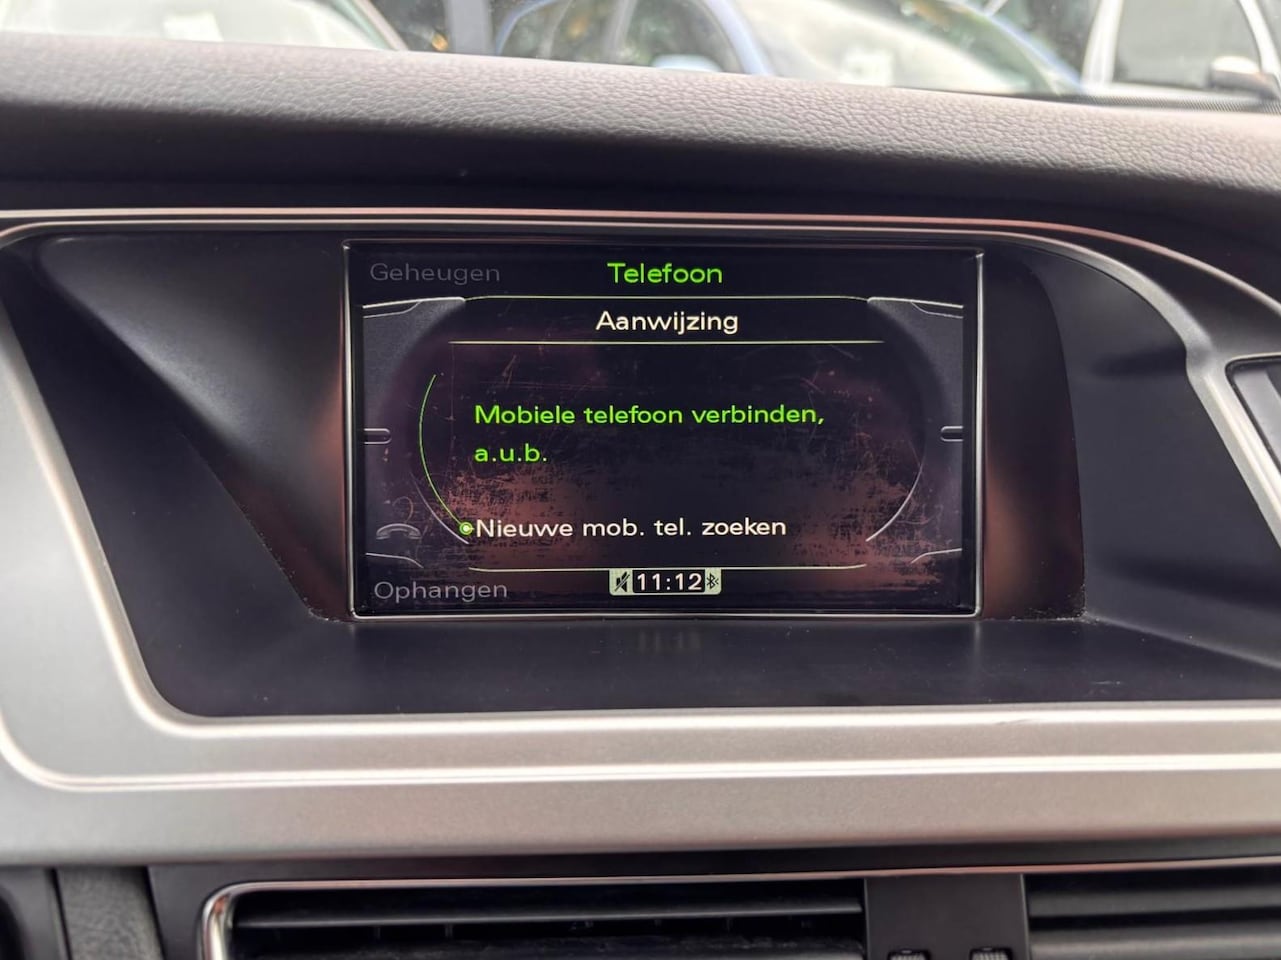 Geheugen
Telefoon
Aanwijzing
Mobiele telefoon verbinden,
a.u.b.
Nieuwe mob. tel. zoeken
11:12
Ophangen